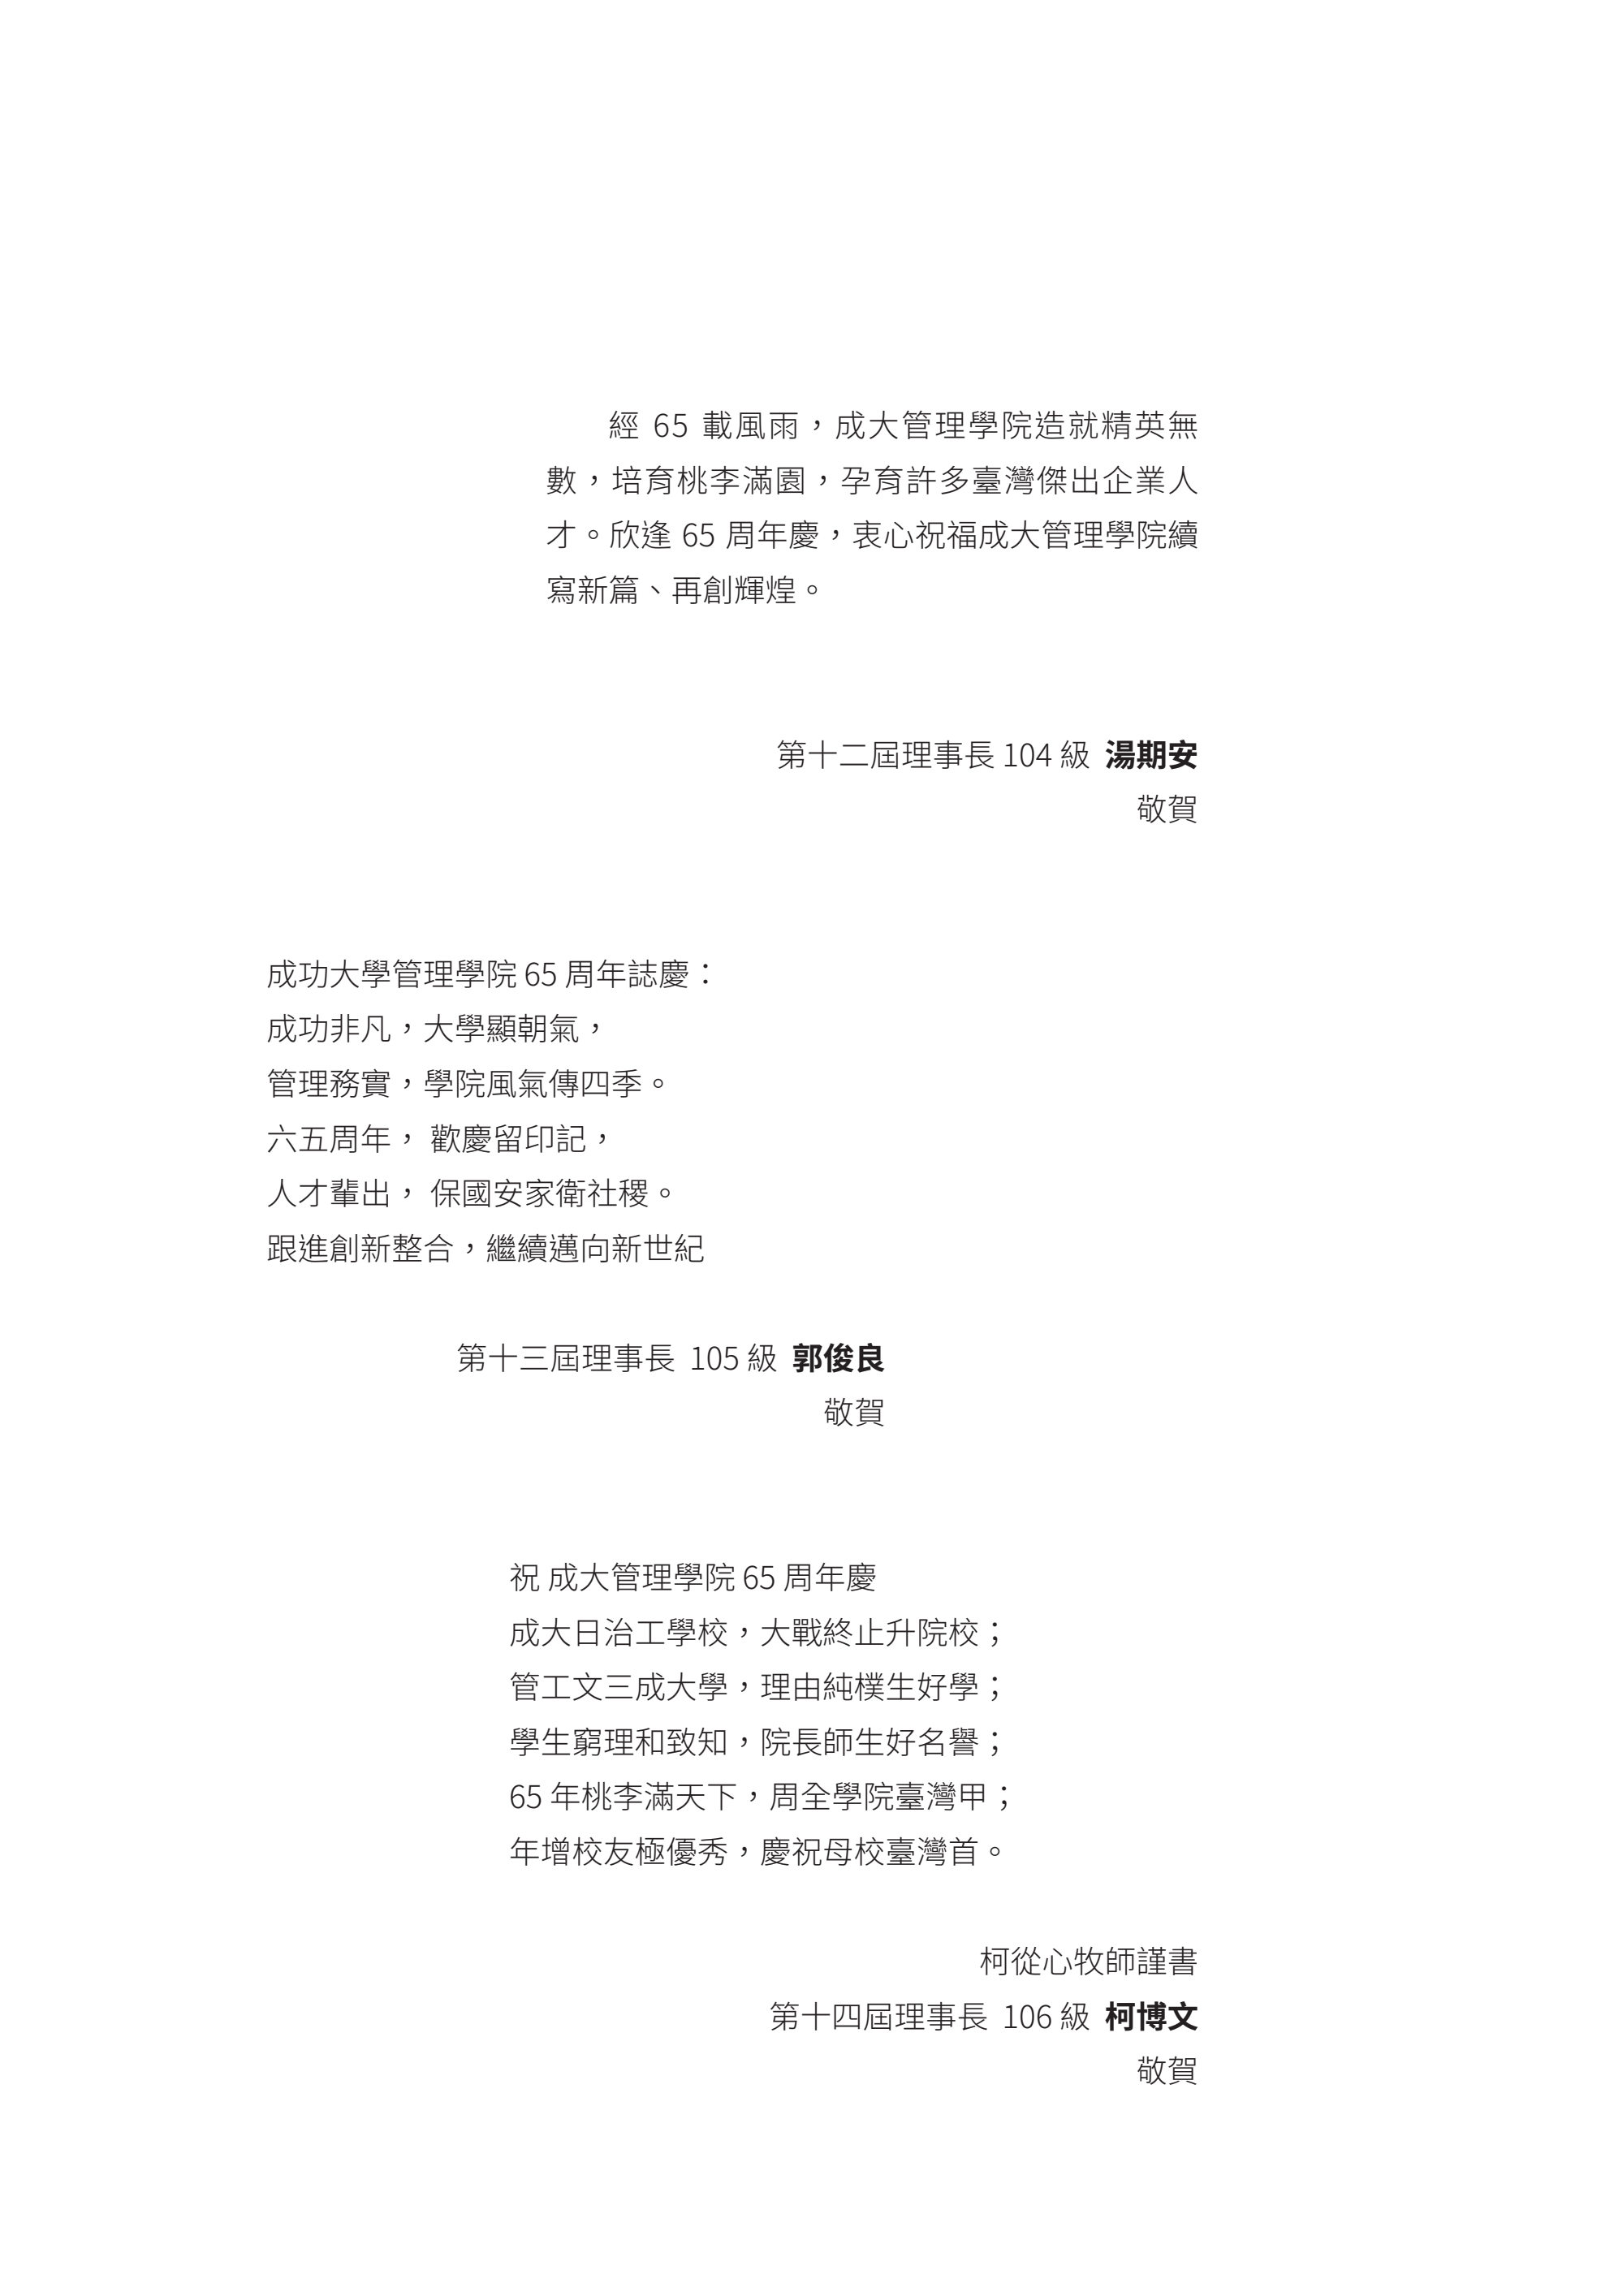 經 65 載風雨，成大管理學院造就精英無
數，培育桃李滿園，孕育許多臺灣傑出企業人
才。欣逢 65 周年慶，衷心祝福成大管理學院續
寫新篇、再創輝煌。
第十二屆理事長 104 級 湯期安
敬賀
成功大學管理學院 65 周年誌慶：
成功非凡，大學顯朝氣，
管理務實，學院風氣傳四季。
六五周年， 歡慶留印記，
人才輩出， 保國安家衛社稷。
跟進創新整合，繼續邁向新世紀
第十三屆理事長 105 級 郭俊良
敬賀
祝 成大管理學院 65 周年慶
成大日治工學校，大戰終止升院校；
管工文三成大學，理由純樸生好學；
學生窮理和致知，院長師生好名譽；
65 年桃李滿天下，周全學院臺灣甲；
年增校友極優秀，慶祝母校臺灣首。
柯從心牧師謹書
第十四屆理事長 106 級 柯博文
敬賀